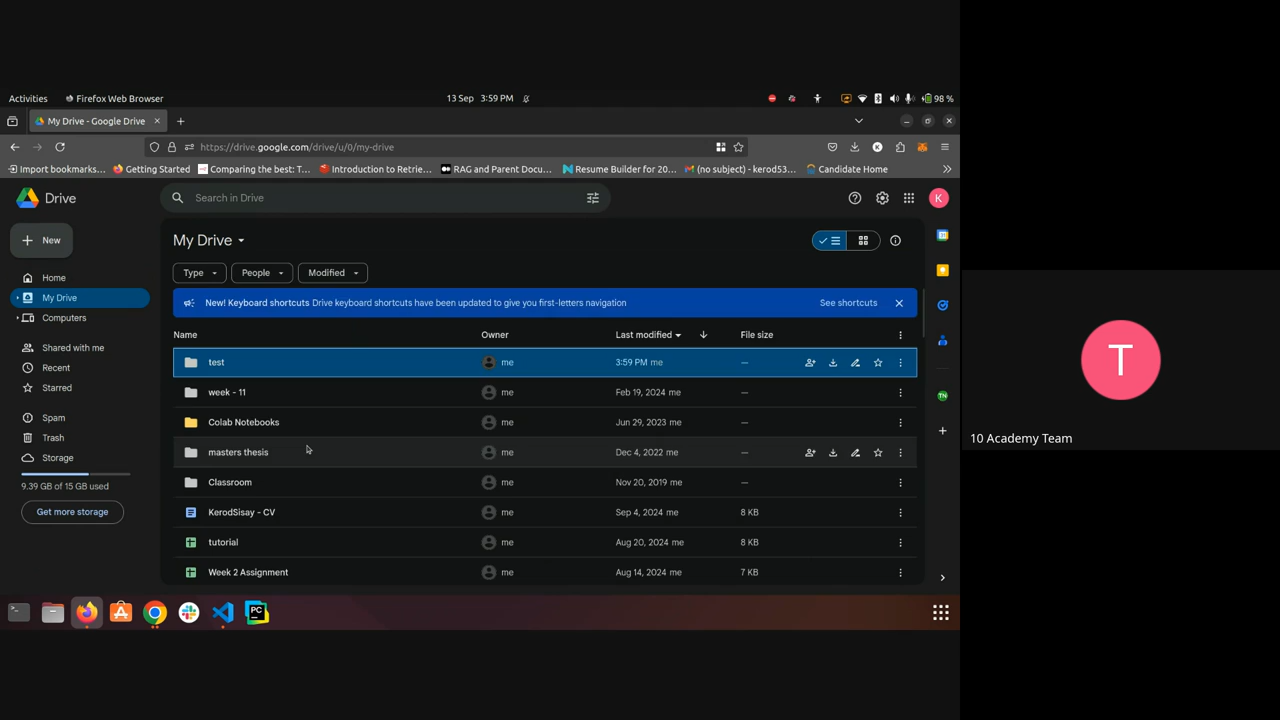 Activities Firefox Web Browser 13 Sep 3:59 PM 98 %
My Drive - Google Drive
https://drive.google.com/drive/u/0/my-drive
Import bookmarks... Getting Started Comparing the best: T... Introduction to Retrie... RAG and Parent Docu... Resume Builder for 20... (no subject) - kerod53... Candidate Home
Drive Search in Drive K
New
Home
My Drive
Computers
Shared with me
Recent
Starred
Spam
Trash
Storage
9.39 GB of 15 GB used
Get more storage
My Drive
Type People Modified
New! Keyboard shortcuts Drive keyboard shortcuts have been updated to give you first-letters navigation See shortcuts
Name Owner Last modified File size
test me 3:59 PM me —
week - 11 me Feb 19, 2024 me —
Colab Notebooks me Jun 29, 2023 me —
masters thesis me Dec 4, 2022 me —
Classroom me Nov 20, 2019 me —
KerodSisay - CV me Sep 4, 2024 me 8 KB
tutorial me Aug 20, 2024 me 8 KB
Week 2 Assignment me Aug 14, 2024 me 7 KB
TN
PC
T
10 Academy Team